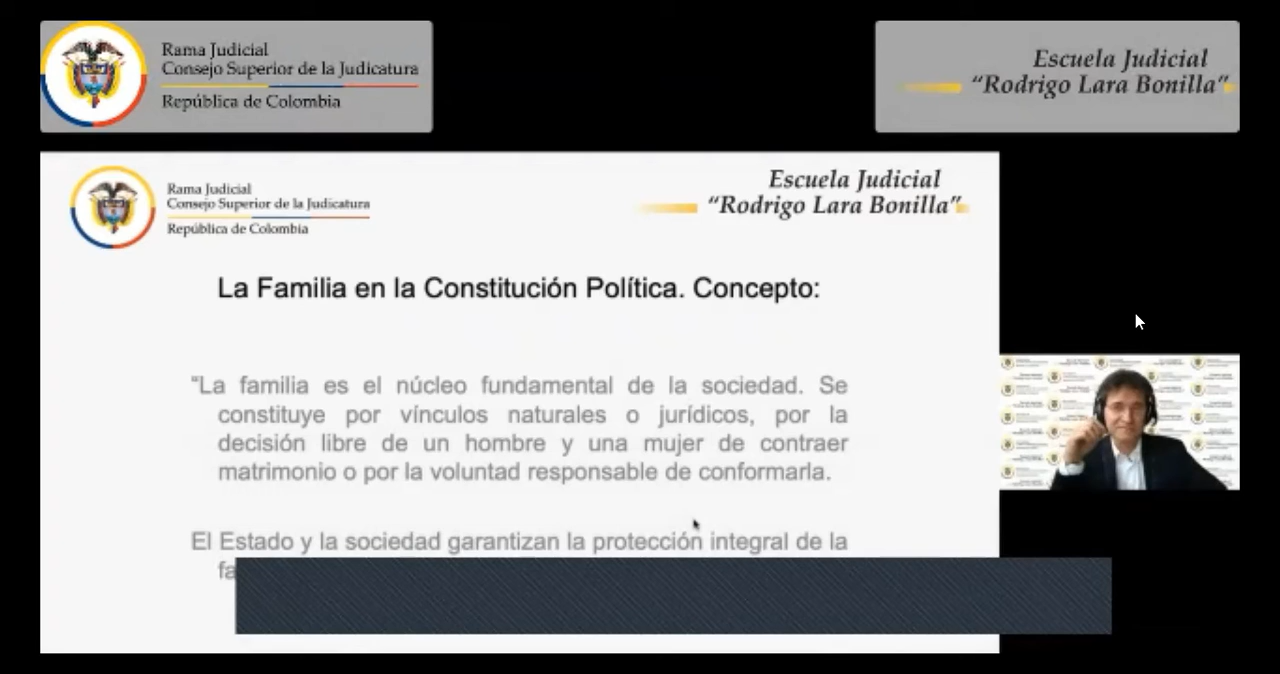 Rama Judicial
Consejo Superior de la Judicatura
República de Colombia
Escuela Judicial
“Rodrigo Lara Bonilla”
Rama Judicial
Consejo Superior de la Judicatura
República de Colombia
Escuela Judicial
“Rodrigo Lara Bonilla”
La Familia en la Constitución Política. Concepto:
“La familia es el núcleo fundamental de la sociedad. Se
constituye por vínculos naturales o jurídicos, por la
decisión libre de un hombre y una mujer de contraer
matrimonio o por la voluntad responsable de conformarla.
El Estado y la sociedad garantizan la protección integral de la